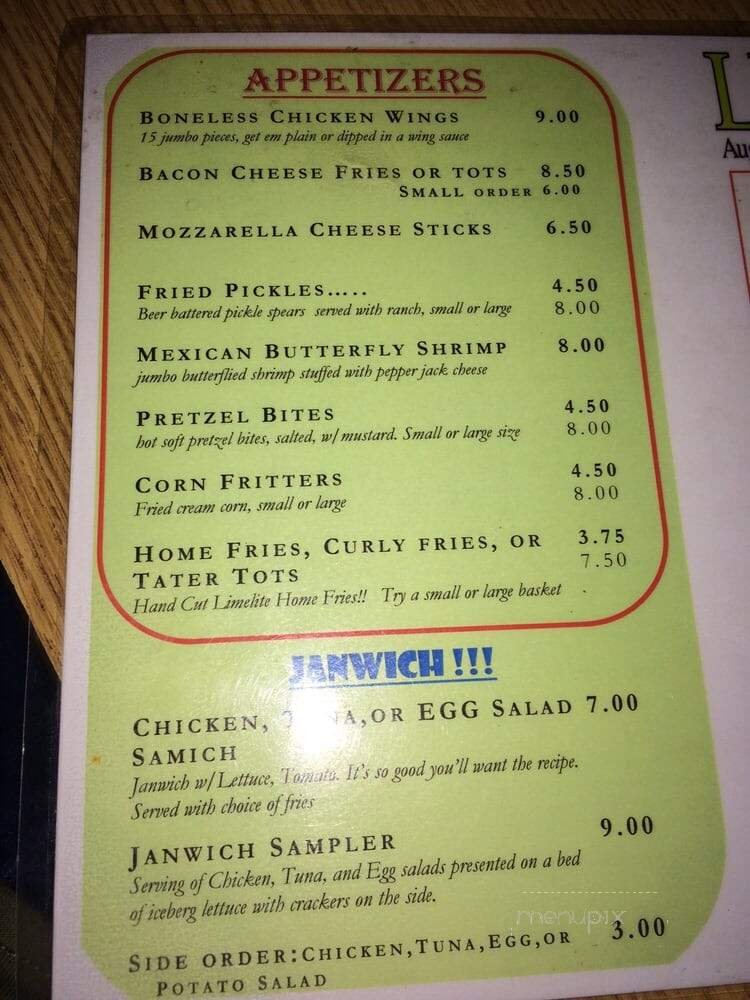 APPETIZERS
BONELESS CHICKEN WINGS 9.00
15 jumbo pieces, get em plain or dipped in a wing sauce
BACON CHEESE FRIES OR TOTS 8.50
SMALL ORDER 6.00
MOZZARELLA CHEESE STICKS 6.50
FRIED PICKLES..... 4.50
Beer battered pickle spears served with ranch, small or large 8.00
MEXICAN BUTTERFLY SHRIMP 8.00
jumbo butterflied shrimp stuffed with pepper jack cheese
PRETZEL BITES 4.50
hot soft pretzel bites, salted, w/ mustard. Small or large size 8.00
CORN FRITTERS 4.50
Fried cream corn, small or large 8.00
HOME FRIES, CURLY FRIES, OR 3.75
TATER TOTS 7.50
Hand Cut Limelite Home Fries!! Try a small or large basket
JANWICH !!!
CHICKEN, NA,OR EGG SALAD 7.00
SAMICH
Janwich w/ Lettuce, Tomato. It's so good you'll want the recipe.
Served with choice of fries
JANWICH SAMPLER 9.00
Serving of Chicken, Tuna, and Egg salads presented on a bed
of iceberg lettuce with crackers on the side.
SIDE ORDER:CHICKEN,TUNA,EGG,OR 3.00
POTATO SALAD
menupix